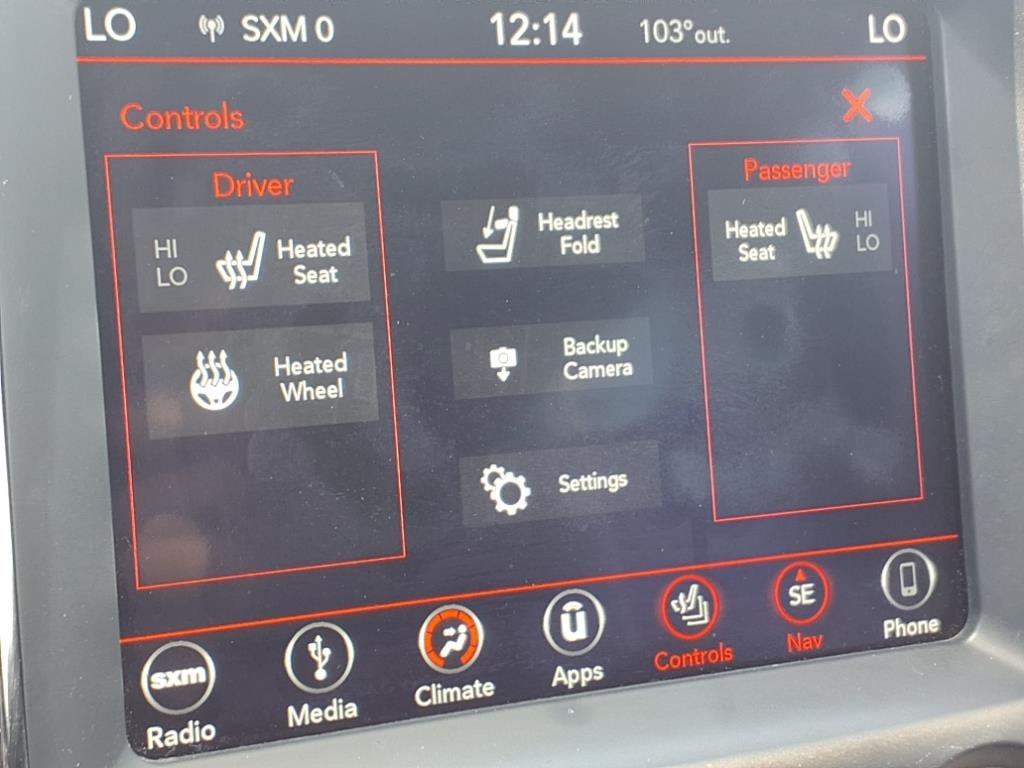 LO SXM 0 12:14 103° out. LO
Controls
Driver
HI
LO
Heated
Seat
Heated
Wheel
Headrest
Fold
Backup
Camera
Settings
Passenger
Heated
Seat
HI
LO
sxm
Radio
Media
Climate
u
Apps
Controls
SE
Nav
Phone